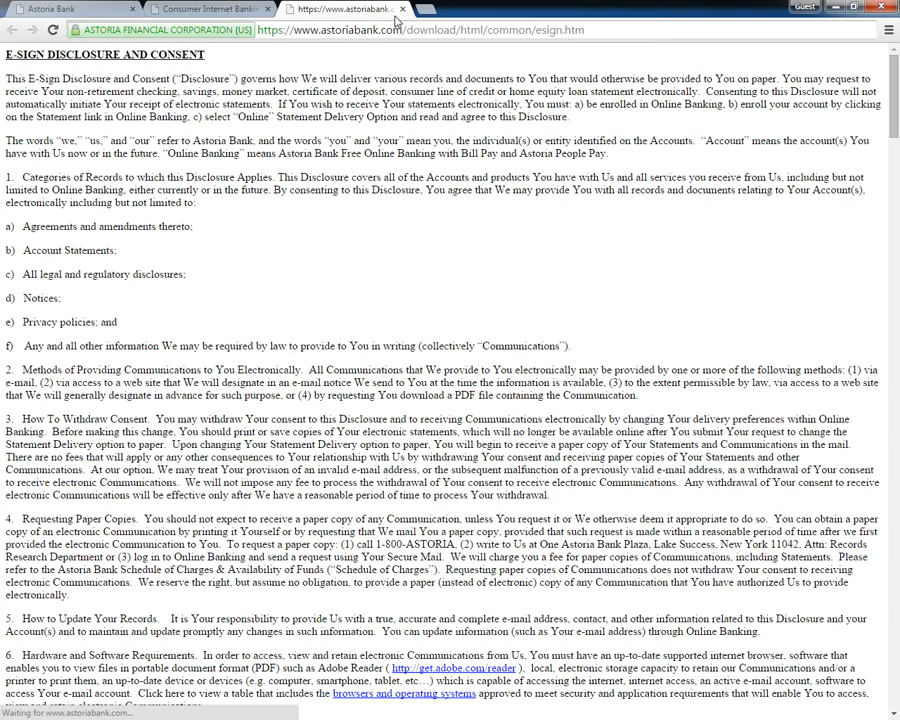 Astoria Bank
Consumer Internet Bankin
https://www.astoriabank.c
Guest
ASTORIA FINANCIAL CORPORATION [US]
https://www.astoriabank.com/download/html/common/esign.htm
E-SIGN DISCLOSURE AND CONSENT
This E-Sign Disclosure and Consent (“Disclosure”) governs how We will deliver various records and documents to You that would otherwise be provided to You on paper. You may request to
receive Your non-retirement checking, savings, money market, certificate of deposit, consumer line of credit or home equity loan statement electronically. Consenting to this Disclosure will not
automatically initiate Your receipt of electronic statements. If You wish to receive Your statements electronically, You must: a) be enrolled in Online Banking, b) enroll your account by clicking
on the Statement link in Online Banking, c) select “Online” Statement Delivery Option and read and agree to this Disclosure.
The words “we,” “us,” and “our” refer to Astoria Bank, and the words “you” and “your” mean you, the individual(s) or entity identified on the Accounts. “Account” means the account(s) You
have with Us now or in the future. “Online Banking” means Astoria Bank Free Online Banking with Bill Pay and Astoria People Pay.
1. Categories of Records to which this Disclosure Applies. This Disclosure covers all of the Accounts and products You have with Us and all services you receive from Us, including but not
limited to Online Banking, either currently or in the future. By consenting to this Disclosure, You agree that We may provide You with all records and documents relating to Your Account(s),
electronically including but not limited to:
a) Agreements and amendments thereto;
b) Account Statements;
c) All legal and regulatory disclosures;
d) Notices;
e) Privacy policies; and
f) Any and all other information We may be required by law to provide to You in writing (collectively “Communications”).
2. Methods of Providing Communications to You Electronically. All Communications that We provide to You electronically may be provided by one or more of the following methods: (1) via
e-mail, (2) via access to a web site that We will designate in an e-mail notice We send to You at the time the information is available, (3) to the extent permissible by law, via access to a web site
that We will generally designate in advance for such purpose, or (4) by requesting You download a PDF file containing the Communication.
3. How To Withdraw Consent. You may withdraw Your consent to this Disclosure and to receiving Communications electronically by changing Your delivery preferences within Online
Banking. Before making this change, You should print or save copies of Your electronic statements, which will no longer be available online after You submit Your request to change the
Statement Delivery option to paper. Upon changing Your Statement Delivery option to paper, You will begin to receive a paper copy of Your Statements and Communications in the mail.
There are no fees that will apply or any other consequences to Your relationship with Us by withdrawing Your consent and receiving paper copies of Your Statements and other
Communications. At our option, We may treat Your provision of an invalid e-mail address, or the subsequent malfunction of a previously valid e-mail address, as a withdrawal of Your consent
to receive electronic Communications. We will not impose any fee to process the withdrawal of Your consent to receive electronic Communications. Any withdrawal of Your consent to receive
electronic Communications will be effective only after We have a reasonable period of time to process Your withdrawal.
4. Requesting Paper Copies. You should not expect to receive a paper copy of any Communication, unless You request it or We otherwise deem it appropriate to do so. You can obtain a paper
copy of an electronic Communication by printing it Yourself or by requesting that We mail You a paper copy, provided that such request is made within a reasonable period of time after we first
provided the electronic Communication to You. To request a paper copy: (1) call 1-800-ASTORIA, (2) write to Us at One Astoria Bank Plaza, Lake Success, New York 11042, Attn: Records
Research Department or (3) log in to Online Banking and send a request using Your Secure Mail. We will charge you a fee for paper copies of Communications, including Statements. Please
refer to the Astoria Bank Schedule of Charges & Availability of Funds (“Schedule of Charges”). Requesting paper copies of Communications does not withdraw Your consent to receiving
electronic Communications. We reserve the right, but assume no obligation, to provide a paper (instead of electronic) copy of any Communication that You have authorized Us to provide
electronically.
5. How to Update Your Records. It is Your responsibility to provide Us with a true, accurate and complete e-mail address, contact, and other information related to this Disclosure and your
Account(s) and to maintain and update promptly any changes in such information. You can update information (such as Your e-mail address) through Online Banking.
6. Hardware and Software Requirements. In order to access, view and retain electronic Communications from Us, You must have an up-to-date supported internet browser, software that
enables you to view files in portable document format (PDF) such as Adobe Reader ( http://get.adobe.com/reader ), local, electronic storage capacity to retain our Communications and/or a
printer to print them, an up-to-date device or devices (e.g. computer, smartphone, tablet, etc…) which is capable of accessing the internet, internet access, an active e-mail account, software to
access Your e-mail account. Click here to view a table that includes the browsers and operating systems approved to meet security and application requirements that will enable You to access,
Waiting for www.astoriabank.com...